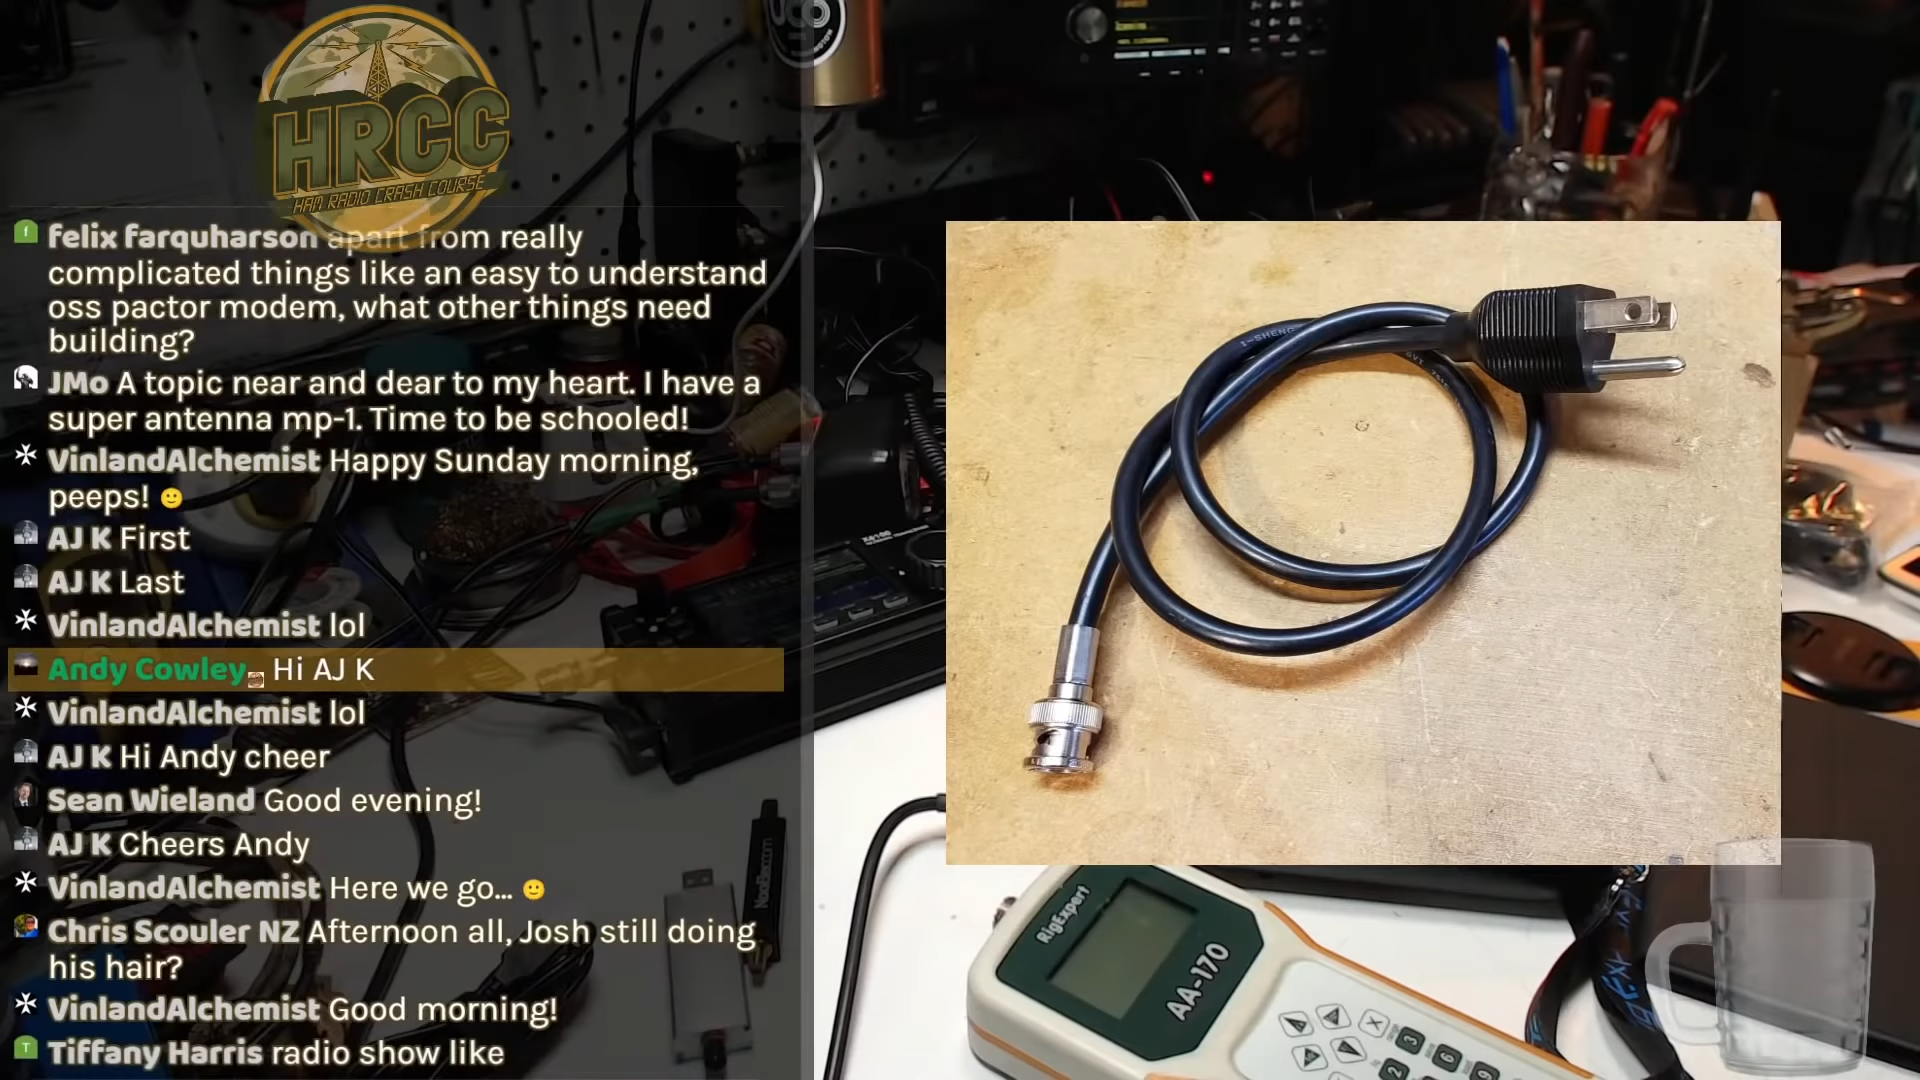 HRCC
HAM RADIO CRASH COURSE
felix farquharson apart from really
complicated things like an easy to understand
oss pactor modem, what other things need
building?
JMo A topic near and dear to my heart. I have a
super antenna mp-1. Time to be schooled!
VinlandAlchemist Happy Sunday morning,
peeps! 🙂
AJ K First
AJ K Last
VinlandAlchemist lol
Andy Cowley Hi AJ K
VinlandAlchemist lol
AJ K Hi Andy cheer
Sean Wieland Good evening!
AJ K Cheers Andy
VinlandAlchemist Here we go... 🙂
Chris Scouler NZ Afternoon all, Josh still doing
his hair?
VinlandAlchemist Good morning!
Tiffany Harris radio show like
I-SHENG
RigExpert
AA-170
X
3
6
9
2